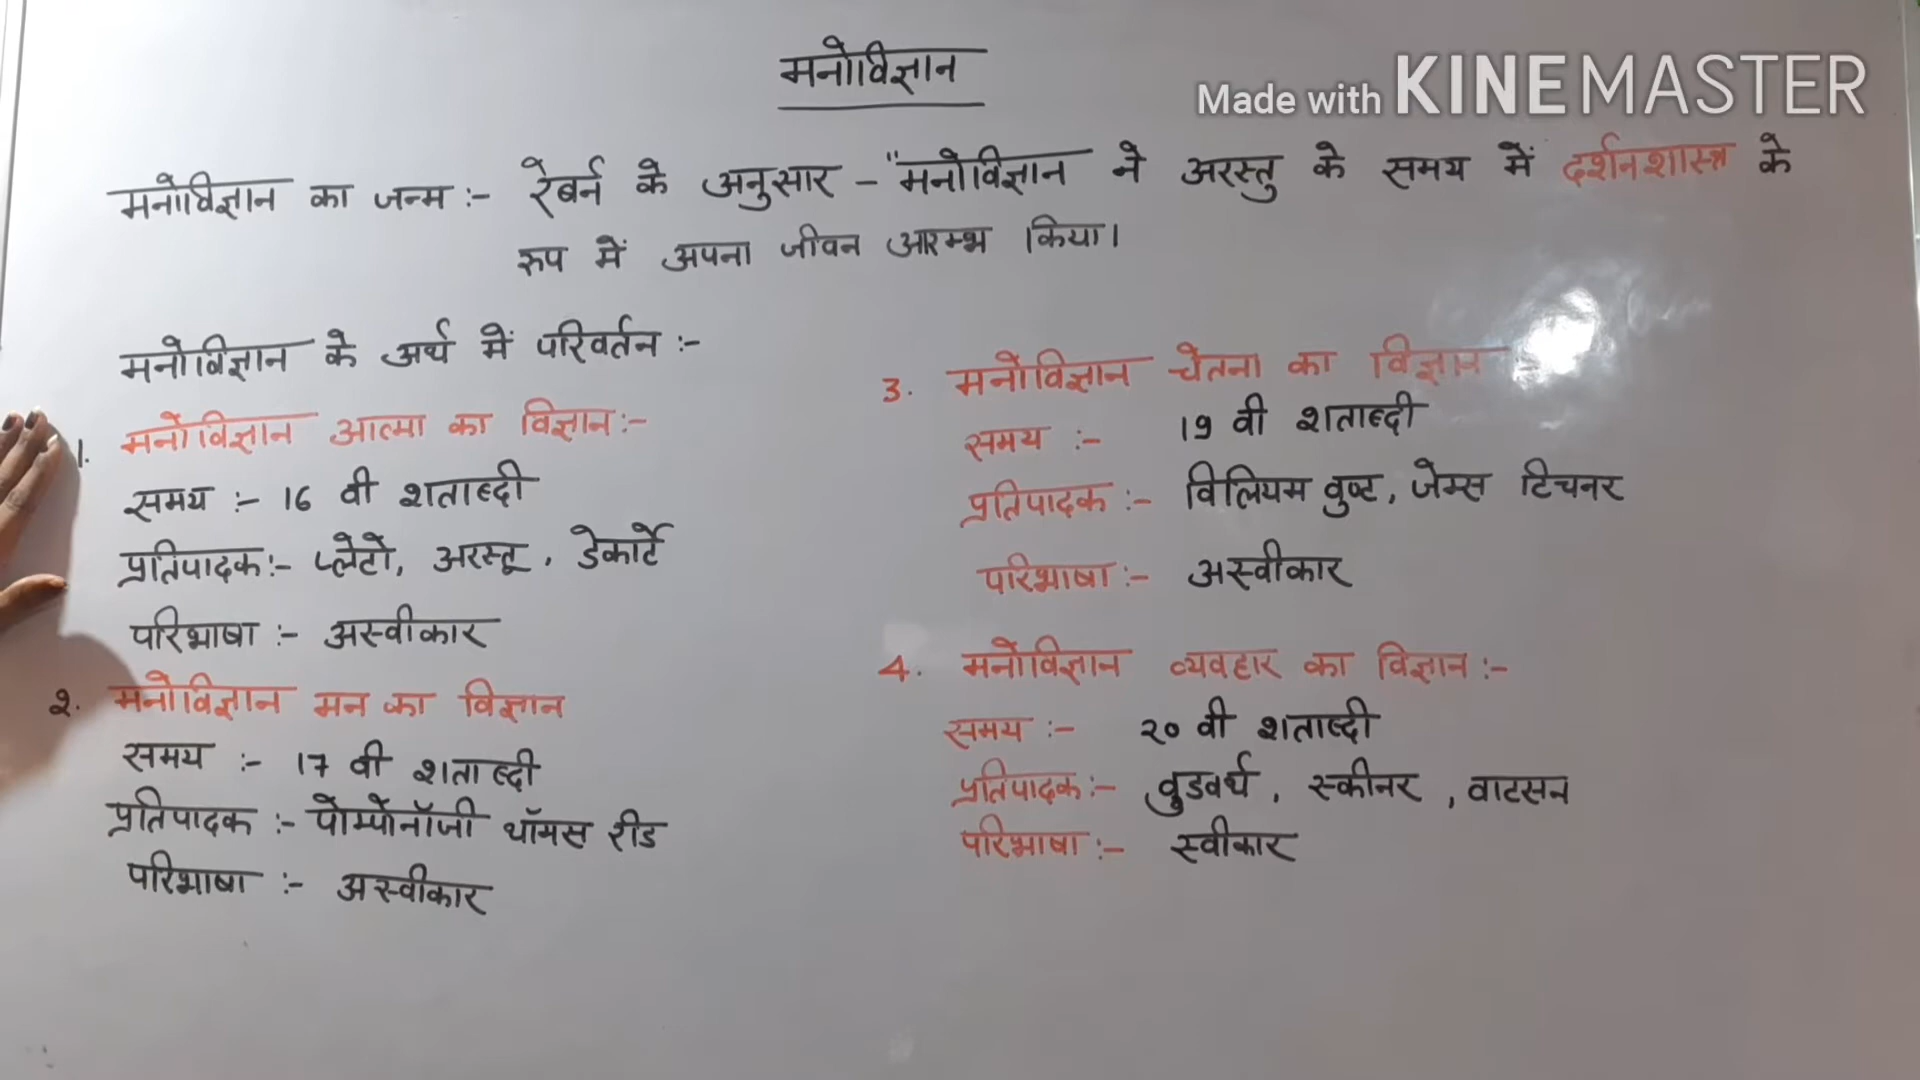 मनोविज्ञान
Made with KINEMASTER
मनोविज्ञान का जन्म :- रेबर्न के अनुसार - "मनोविज्ञान ने अरस्तु के समय में दर्शनशास्त्र के
रूप में अपना जीवन आरम्भ किया।
मनोविज्ञान के अर्थ में परिवर्तन :-
1. मनोविज्ञान आत्मा का विज्ञान :-
समय :- 16 वी शताब्दी
प्रतिपादक :- प्लेटो, अरस्तू, डेकार्टे
परिभाषा :- अस्वीकार
२. मनोविज्ञान मन का विज्ञान
समय :- 17 वी शताब्दी
प्रतिपादक :- पोम्पोनॉजी थॉमस रीड
परिभाषा :- अस्वीकार
3. मनोविज्ञान चेतना का विज्ञान
समय :- 19 वी शताब्दी
प्रतिपादक :- विलियम वुण्ट, जेम्स टिचनर
परिभाषा :- अस्वीकार
4. मनोविज्ञान व्यवहार का विज्ञान :-
समय :- २० वी शताब्दी
प्रतिपादक :- वुडवर्थ, स्कीनर, वाटसन
परिभाषा :- स्वीकार